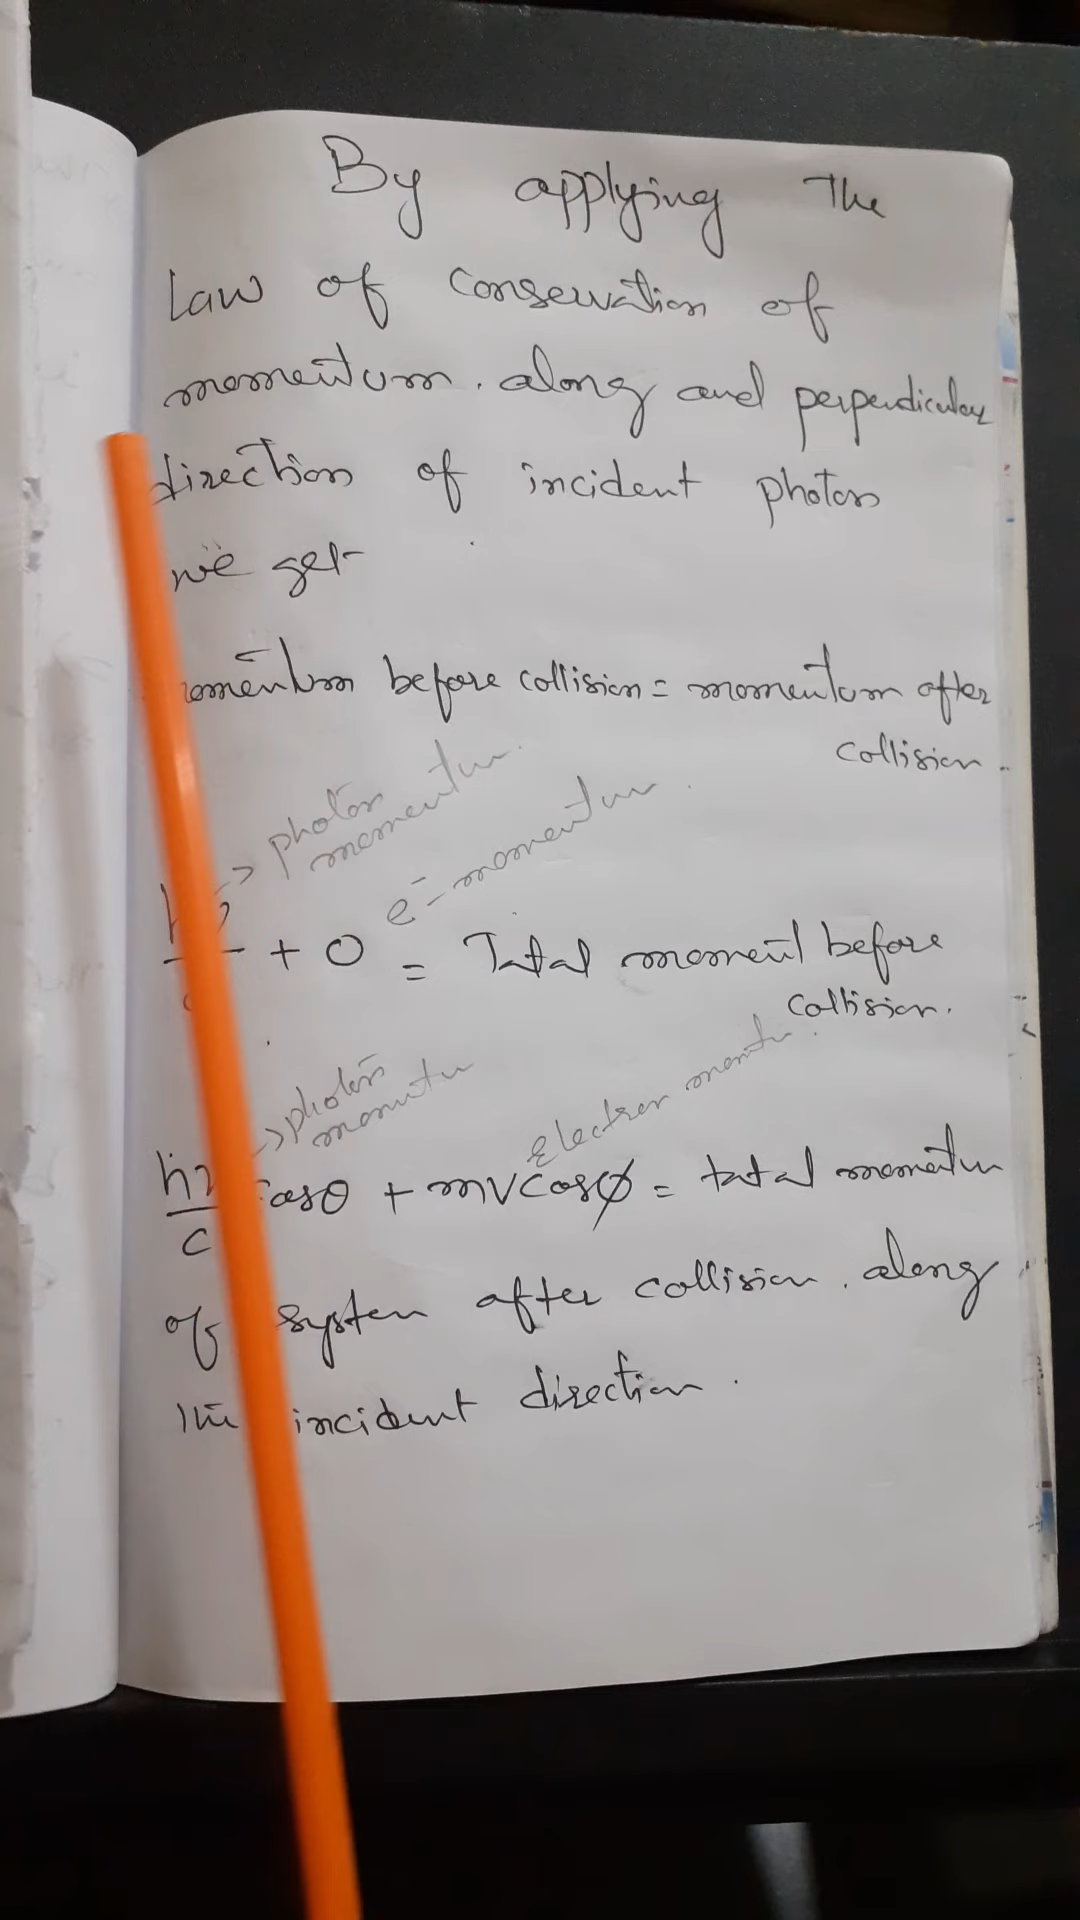 By applying The
Law of Conservation of
momentum. along and perpendicular
direction of incident photon
we get
momentum before collision = momentum after
collision.
→ photon
momentum
e⁻ momentum
+ 0 = Total moment before
Collision.
→ photon
momentu
Electron momentu.
h
c cosθ + mv cosϕ = total momentum
of system after collision. along
the incident direction.